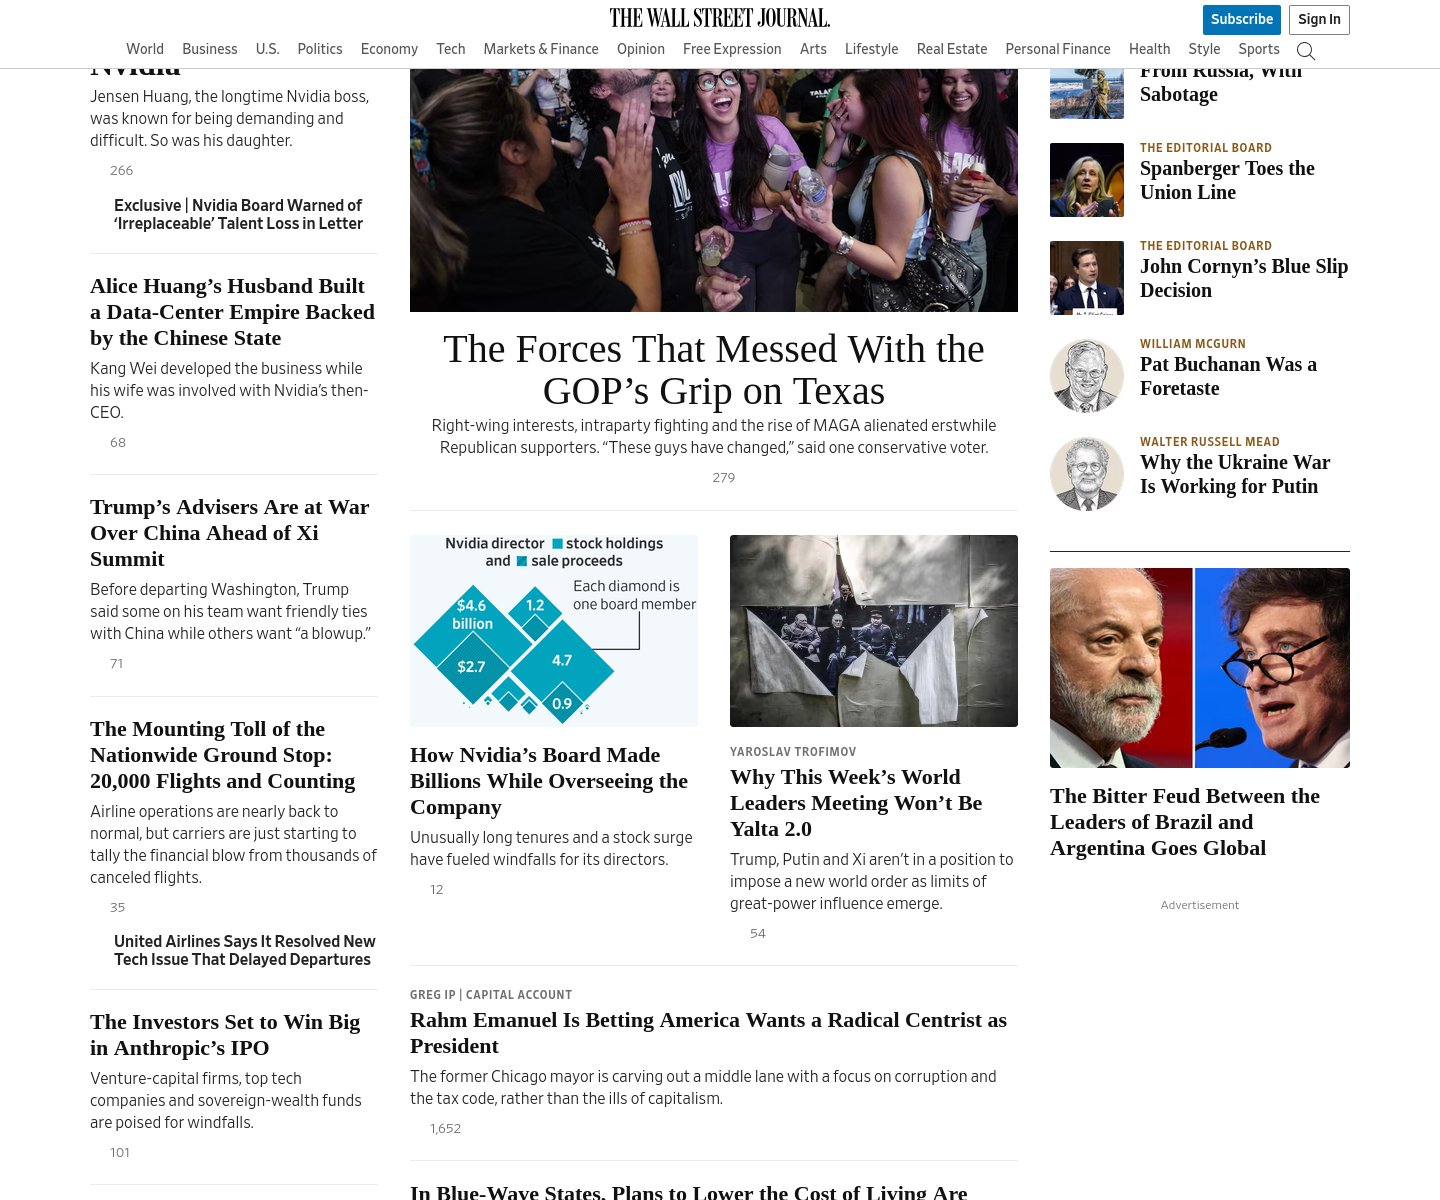 THE WALL STREET JOURNAL.
Subscribe
Sign In
World Business U.S. Politics Economy Tech Markets & Finance Opinion Free Expression Arts Lifestyle Real Estate Personal Finance Health Style Sports
Nvidia
Jensen Huang, the longtime Nvidia boss,
was known for being demanding and
difficult. So was his daughter.
266
Exclusive | Nvidia Board Warned of
‘Irreplaceable’ Talent Loss in Letter
Alice Huang’s Husband Built
a Data-Center Empire Backed
by the Chinese State
Kang Wei developed the business while
his wife was involved with Nvidia’s then-
CEO.
68
Trump’s Advisers Are at War
Over China Ahead of Xi
Summit
Before departing Washington, Trump
said some on his team want friendly ties
with China while others want “a blowup.”
71
The Mounting Toll of the
Nationwide Ground Stop:
20,000 Flights and Counting
Airline operations are nearly back to
normal, but carriers are just starting to
tally the financial blow from thousands of
canceled flights.
35
United Airlines Says It Resolved New
Tech Issue That Delayed Departures
The Investors Set to Win Big
in Anthropic’s IPO
Venture-capital firms, top tech
companies and sovereign-wealth funds
are poised for windfalls.
101
The Forces That Messed With the
GOP’s Grip on Texas
Right-wing interests, intraparty fighting and the rise of MAGA alienated erstwhile
Republican supporters. “These guys have changed,” said one conservative voter.
279
Nvidia director stock holdings
and sale proceeds
Each diamond is
one board member
$4.6
billion
1.2
$2.7
4.7
0.9
How Nvidia’s Board Made
Billions While Overseeing the
Company
Unusually long tenures and a stock surge
have fueled windfalls for its directors.
12
YAROSLAV TROFIMOV
Why This Week’s World
Leaders Meeting Won’t Be
Yalta 2.0
Trump, Putin and Xi aren’t in a position to
impose a new world order as limits of
great-power influence emerge.
54
GREG IP | CAPITAL ACCOUNT
Rahm Emanuel Is Betting America Wants a Radical Centrist as
President
The former Chicago mayor is carving out a middle lane with a focus on corruption and
the tax code, rather than the ills of capitalism.
1,652
In Blue-Wave States, Plans to Lower the Cost of Living Are
From Russia, With
Sabotage
THE EDITORIAL BOARD
Spanberger Toes the
Union Line
THE EDITORIAL BOARD
John Cornyn’s Blue Slip
Decision
WILLIAM MCGURN
Pat Buchanan Was a
Foretaste
WALTER RUSSELL MEAD
Why the Ukraine War
Is Working for Putin
The Bitter Feud Between the
Leaders of Brazil and
Argentina Goes Global
Advertisement